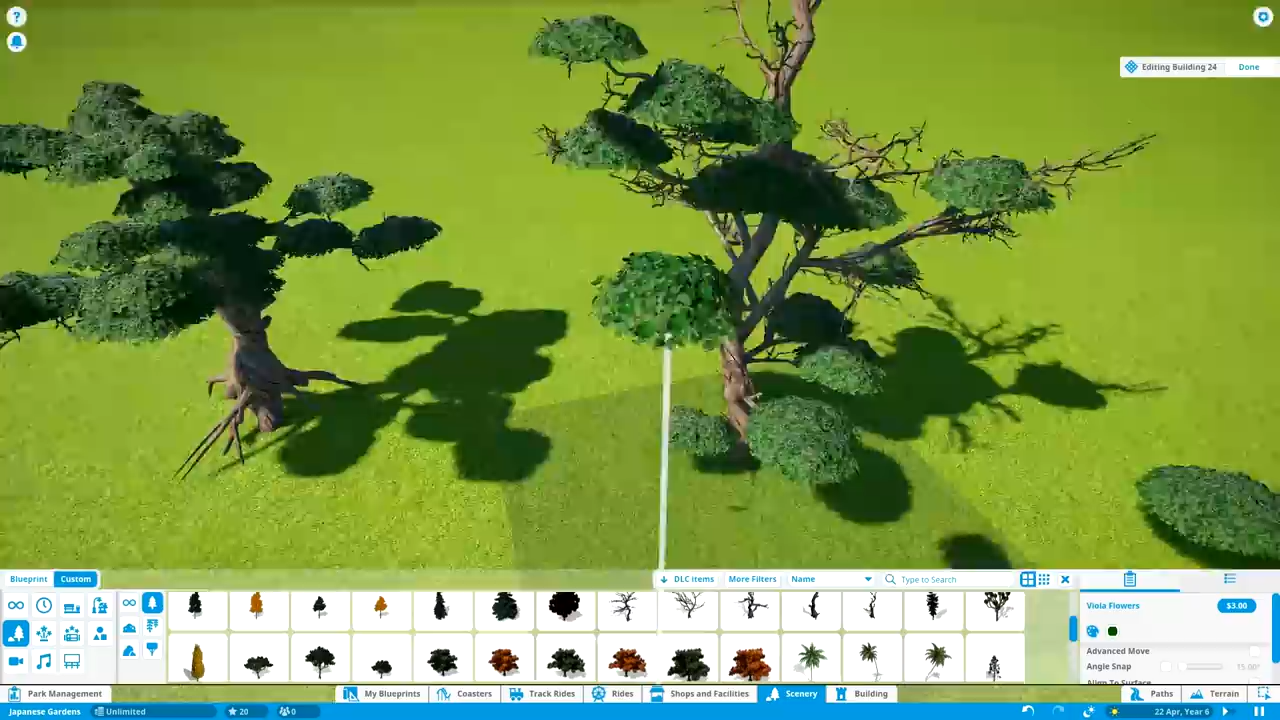 ?
Editing Building 24 Done
Blueprint Custom
DLC items More Filters Name Type to Search
Viola Flowers $3.00
Advanced Move
Angle Snap 15.00°
Park Management My Blueprints Coasters Track Rides Rides Shops and Facilities Scenery Building Paths Terrain
Japanese Gardens Unlimited 20 0 22 Apr, Year 6